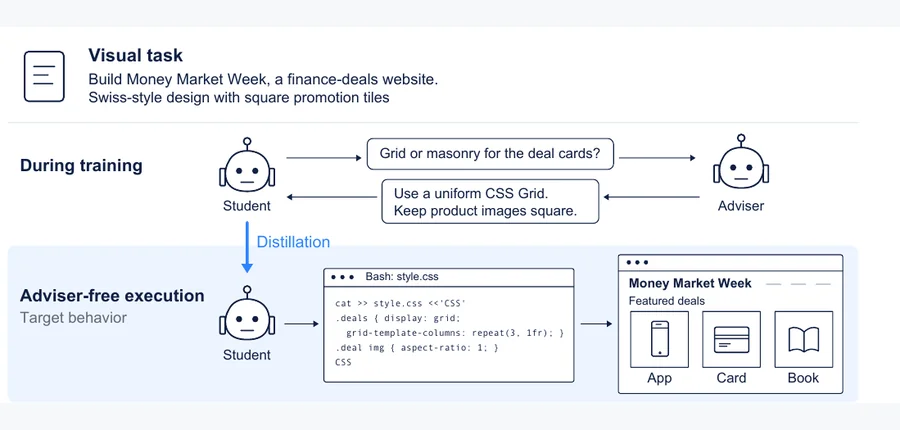 Visual task
Build Money Market Week, a finance-deals website.
Swiss-style design with square promotion tiles
During training
Student
Grid or masonry for the deal cards?
Use a uniform CSS Grid.
Keep product images square.
Adviser
Distillation
Adviser-free execution
Target behavior
Student
Bash: style.css
cat >> style.css <<'CSS'
.deals { display: grid;
  grid-template-columns: repeat(3, 1fr); }
.deal img { aspect-ratio: 1; }
CSS
Money Market Week
Featured deals
App
Card
Book